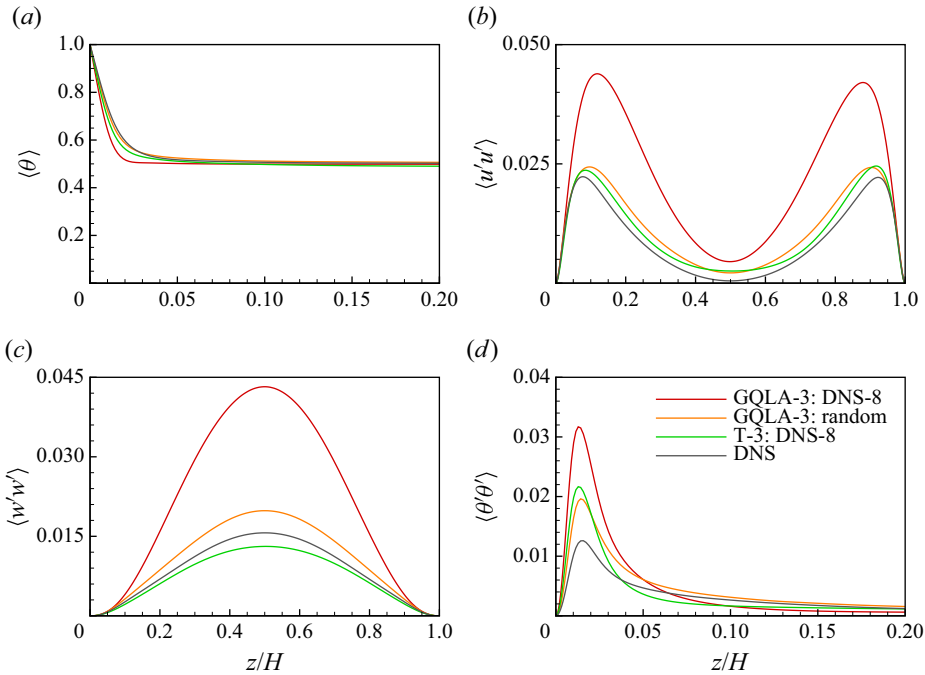 (a)
1.0
0.8
0.6
0.4
0.2
0
0.05
0.10
0.15
0.20
⟨θ⟩
(b)
0.050
0.025
0
0.2
0.4
0.6
0.8
1.0
⟨u′u′⟩
(c)
0.045
0.030
0.015
0
0.2
0.4
0.6
0.8
1.0
⟨w′w′⟩
z/H
(d)
0.04
0.03
0.02
0.01
0
0.05
0.10
0.15
0.20
⟨θ′θ′⟩
z/H
GQLA-3: DNS-8
GQLA-3: random
T-3: DNS-8
DNS